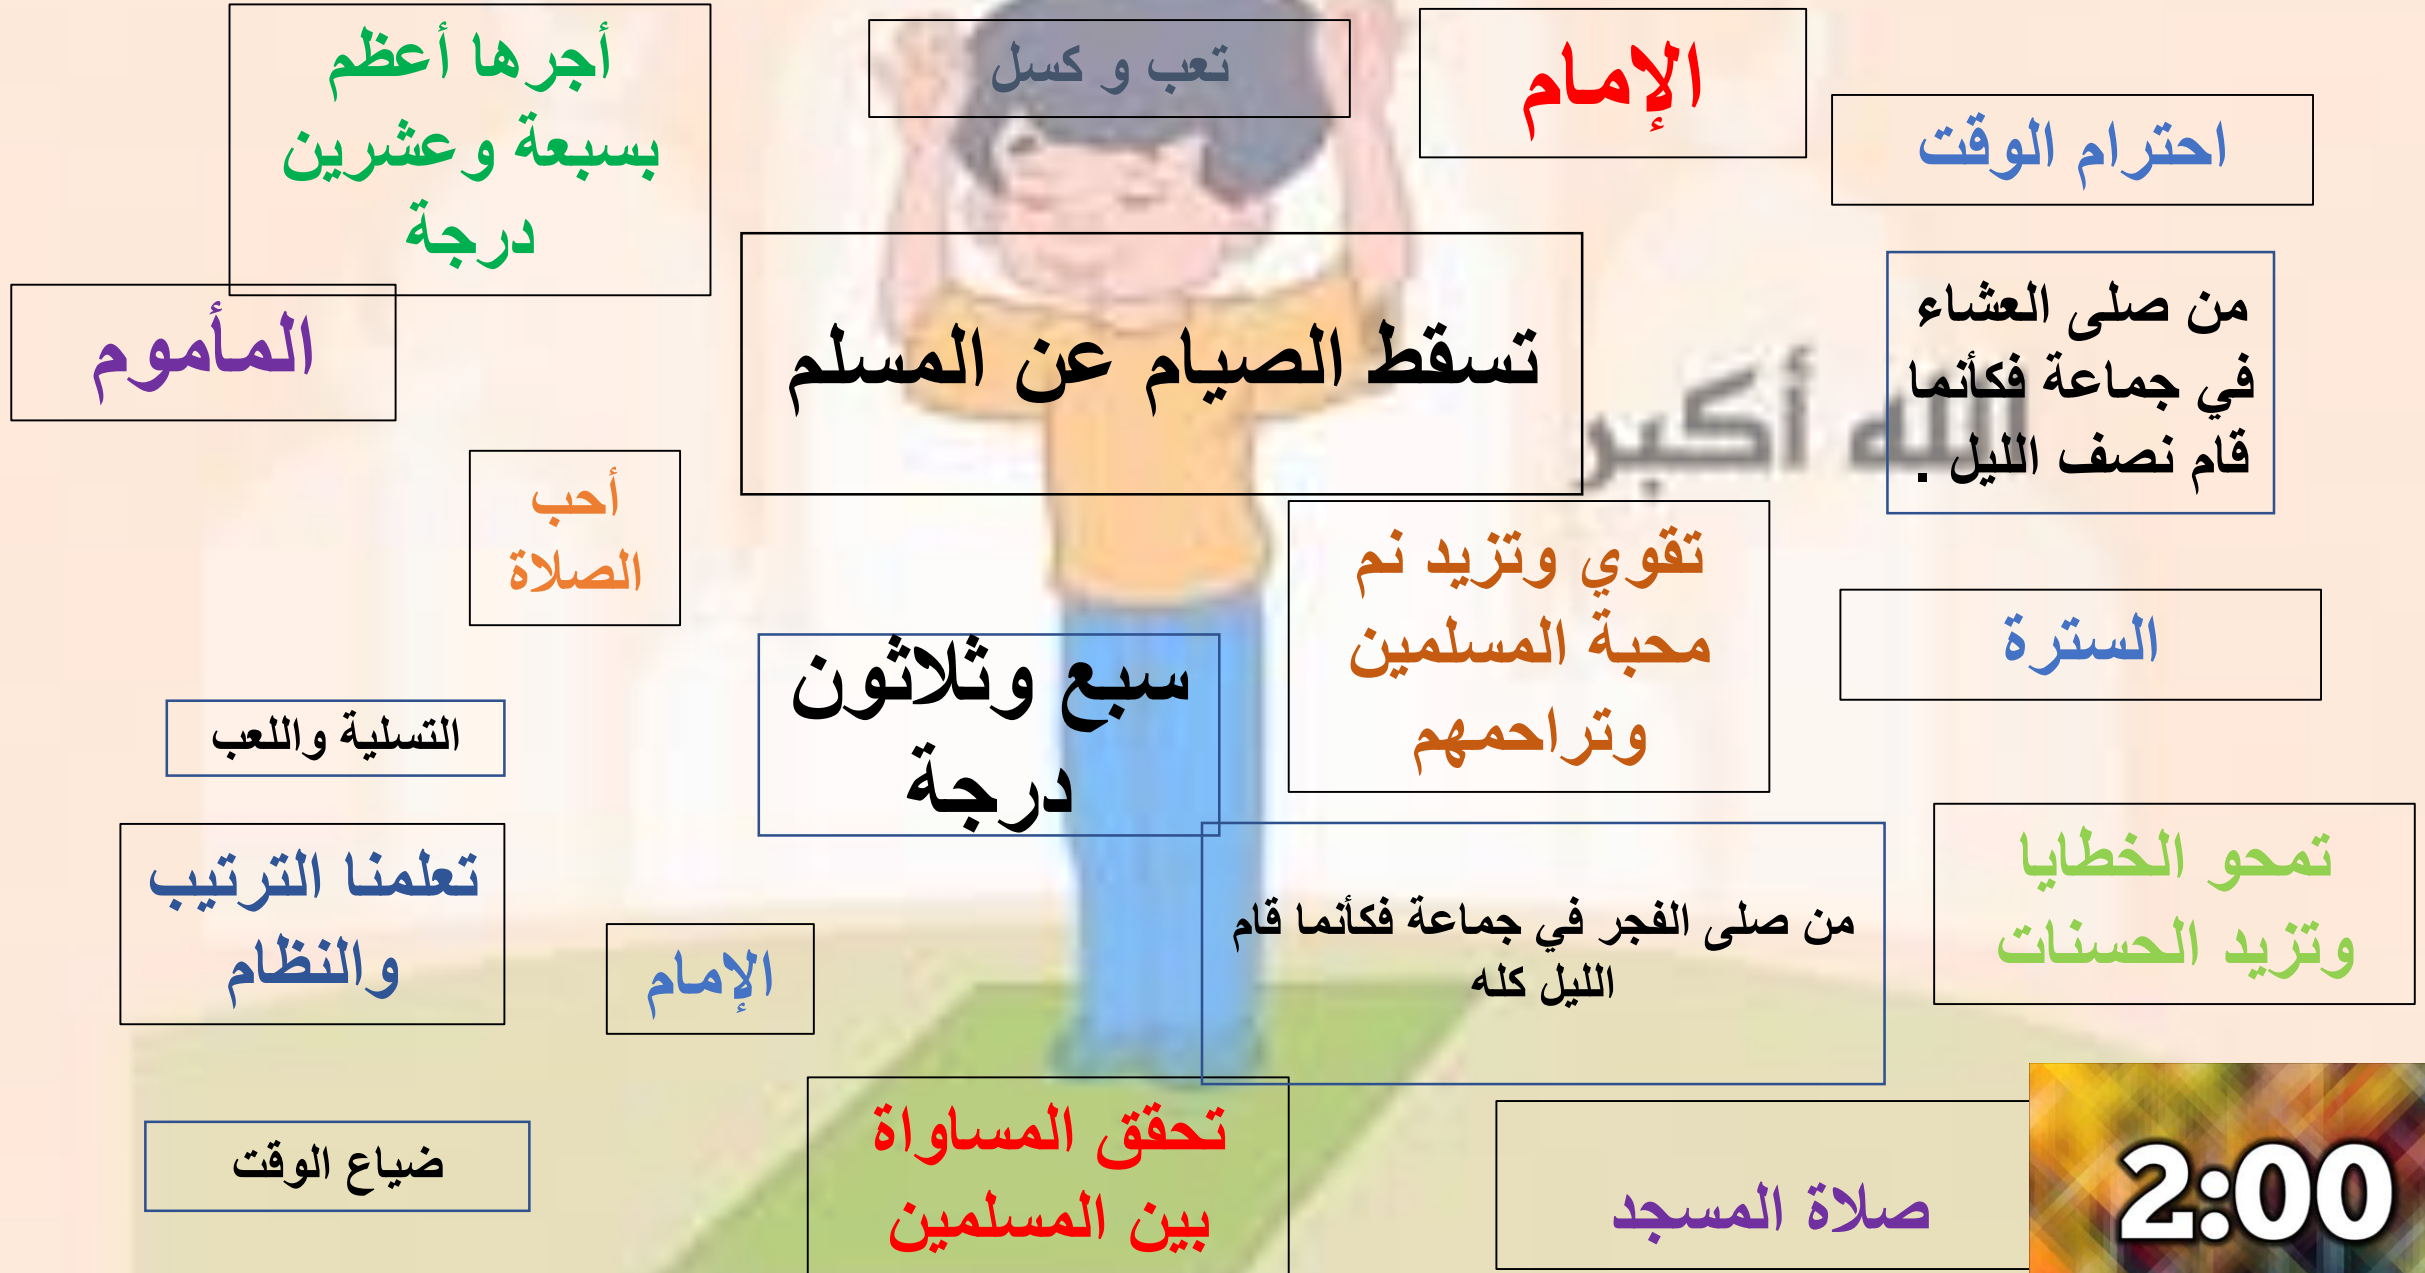 أجرها أعظم
بسبعة وعشرين
درجة
تعب و كسل
الإمام
احترام الوقت
المأموم
تسقط الصيام عن المسلم
من صلى العشاء
في جماعة فكأنما
قام نصف الليل .
الله أكبر
أحب
الصلاة
تقوي وتزيد نم
محبة المسلمين
وتراحمهم
السترة
سبع وثلاثون
درجة
التسلية واللعب
تعلمنا الترتيب
والنظام
الإمام
من صلى الفجر في جماعة فكأنما قام
الليل كله
تمحو الخطايا
وتزيد الحسنات
ضياع الوقت
تحقق المساواة
بين المسلمين
صلاة المسجد
2:00